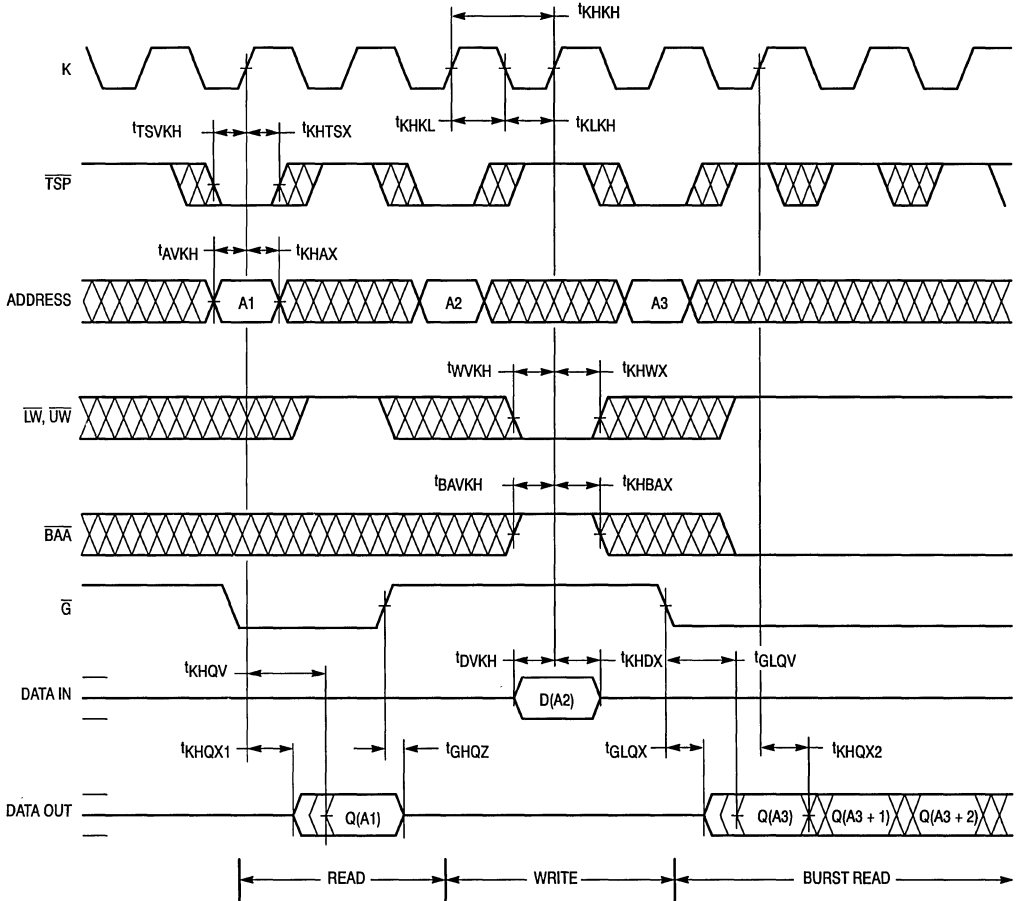 tKHKH
K
tTSVKH tKHTSX tKHKL tKLKH
TSP
tAVKH tKHAX
ADDRESS A1 A2 A3
tWVKH tKHWX
LW, UW
tBAVKH tKHBAX
BAA
G
tKHQV tDVKH tKHDX tGLQV
DATA IN D(A2)
tKHQX1 tGHQZ tGLQX tKHQX2
DATA OUT Q(A1) Q(A3) Q(A3 + 1) Q(A3 + 2)
READ WRITE BURST READ